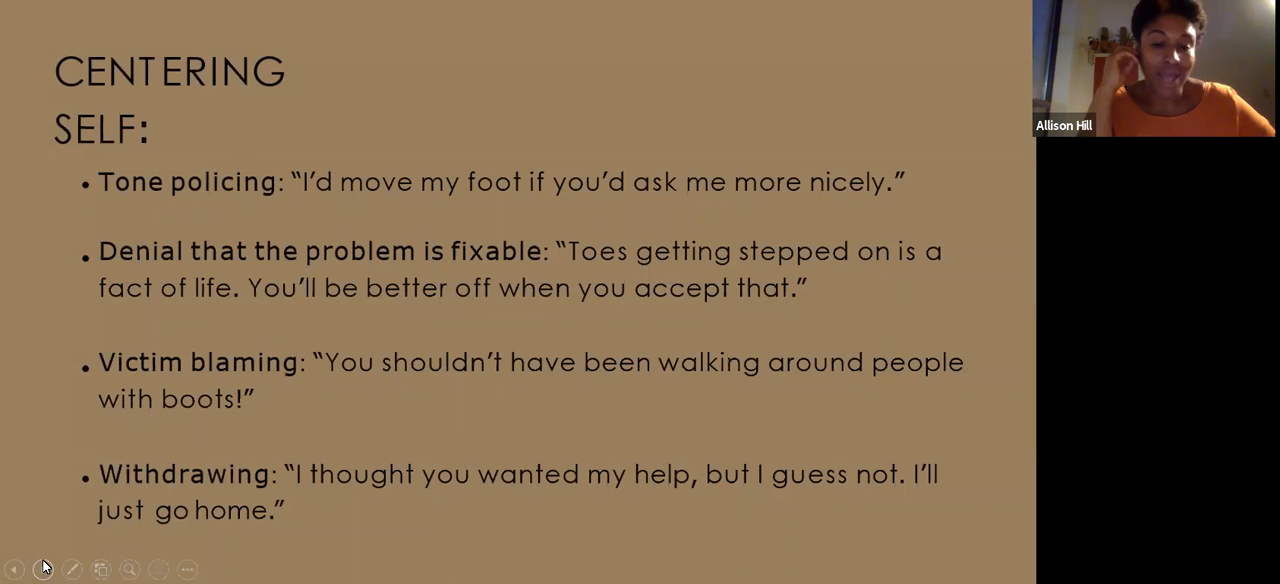 CENTERING
SELF:
• Tone policing: “I’d move my foot if you’d ask me more nicely.”
• Denial that the problem is fixable: “Toes getting stepped on is a
fact of life. You’ll be better off when you accept that.”
• Victim blaming: “You shouldn’t have been walking around people
with boots!”
• Withdrawing: “I thought you wanted my help, but I guess not. I’ll
just go home.”
Allison Hill